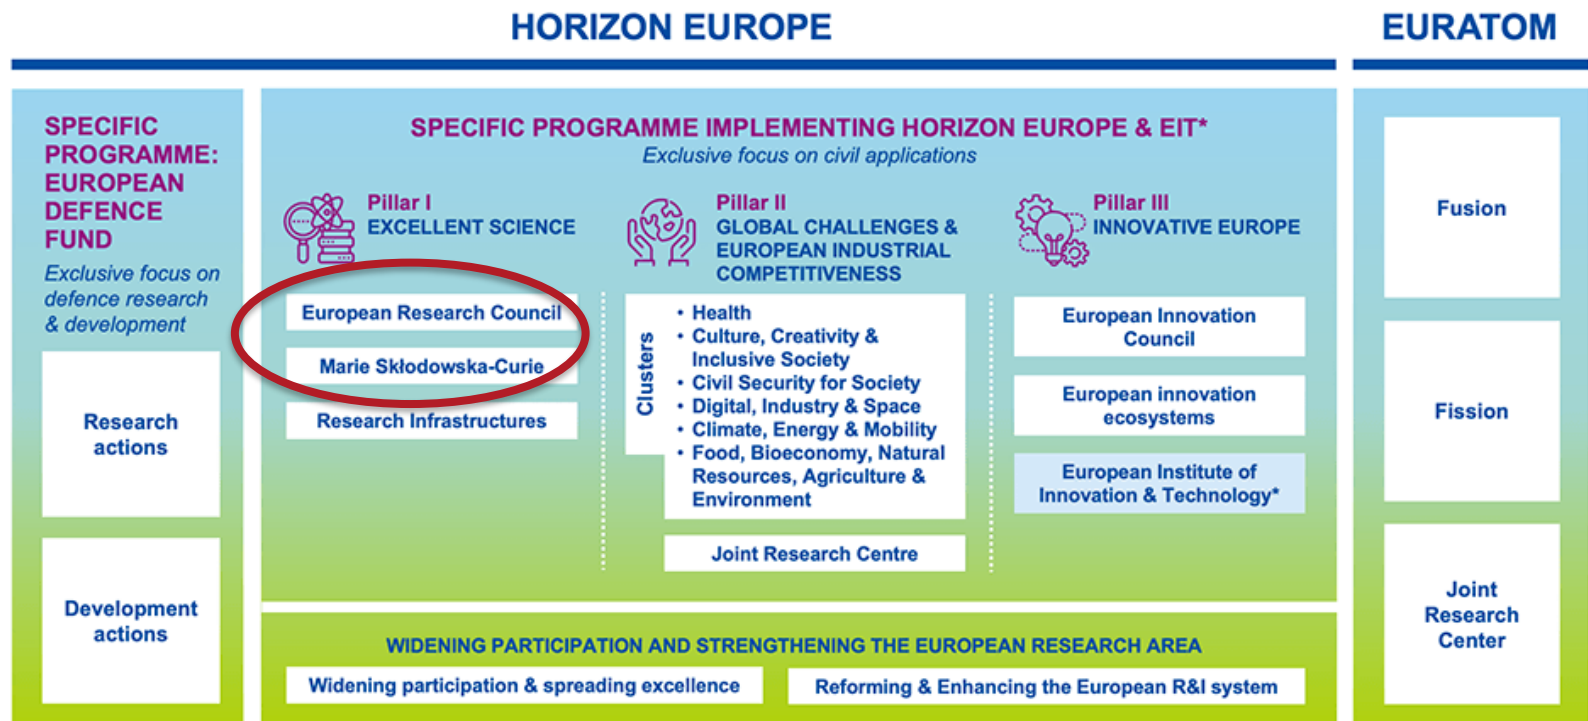 HORIZON EUROPE
EURATOM
SPECIFIC
PROGRAMME:
EUROPEAN
DEFENCE
FUND
Exclusive focus on
defence research
& development
Research
actions
Development
actions
SPECIFIC PROGRAMME IMPLEMENTING HORIZON EUROPE & EIT*
Exclusive focus on civil applications
Pillar I
EXCELLENT SCIENCE
European Research Council
Marie Skłodowska-Curie
Research Infrastructures
Pillar II
GLOBAL CHALLENGES &
EUROPEAN INDUSTRIAL
COMPETITIVENESS
Clusters
• Health
• Culture, Creativity &
Inclusive Society
• Civil Security for Society
• Digital, Industry & Space
• Climate, Energy & Mobility
• Food, Bioeconomy, Natural
Resources, Agriculture &
Environment
Joint Research Centre
Pillar III
INNOVATIVE EUROPE
European Innovation
Council
European innovation
ecosystems
European Institute of
Innovation & Technology*
WIDENING PARTICIPATION AND STRENGTHENING THE EUROPEAN RESEARCH AREA
Widening participation & spreading excellence
Reforming & Enhancing the European R&I system
Fusion
Fission
Joint
Research
Center